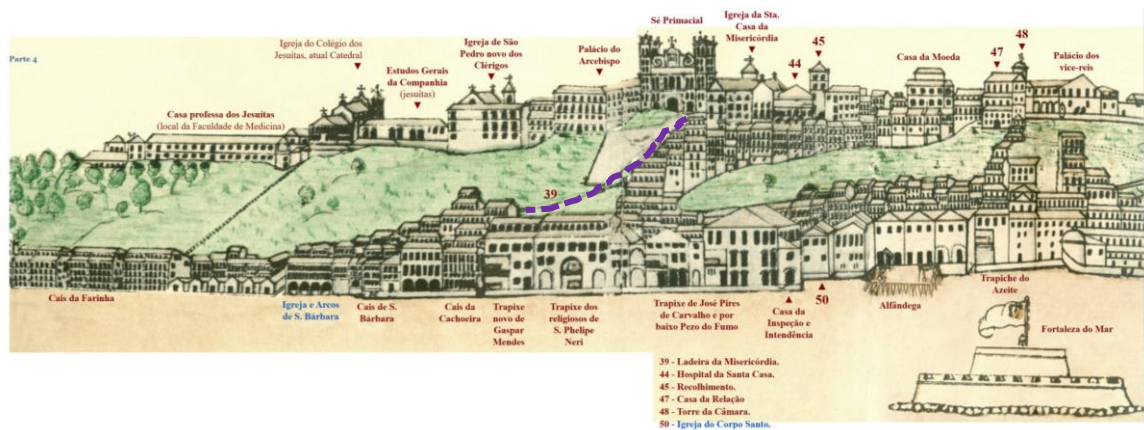 Parte 4
Casa professa dos Jesuítas
(local da Faculdade de Medicina)
Igreja do Colégio dos
Jesuítas, atual Catedral
Estudos Gerais
da Companhia
(jesuítas)
Igreja de São
Pedro novo dos
Clérigos
Palácio do
Arcebispo
Sé Primacial
Igreja da Sta.
Casa da
Misericórdia
44
45
Casa da Moeda
47
48
Palácio dos
vice-reis
39
Cais da Farinha
Igreja e Arcos
de S. Bárbara
Cais de S.
Bárbara
Cais da
Cachoeira
Trapixe
novo de
Gaspar
Mendes
Trapixe dos
religiosos de
S. Phelipe
Neri
Trapixe de José Pires
de Carvalho e por
baixo Pezo do Fumo
Casa da
Inspeção e
Intendência
50
Alfândega
Trapiche do
Azeite
Fortaleza do Mar
39 - Ladeira da Misericórdia.
44 - Hospital da Santa Casa.
45 - Recolhimento.
47 - Casa da Relação
48 - Torre da Câmara.
50 - Igreja do Corpo Santo.